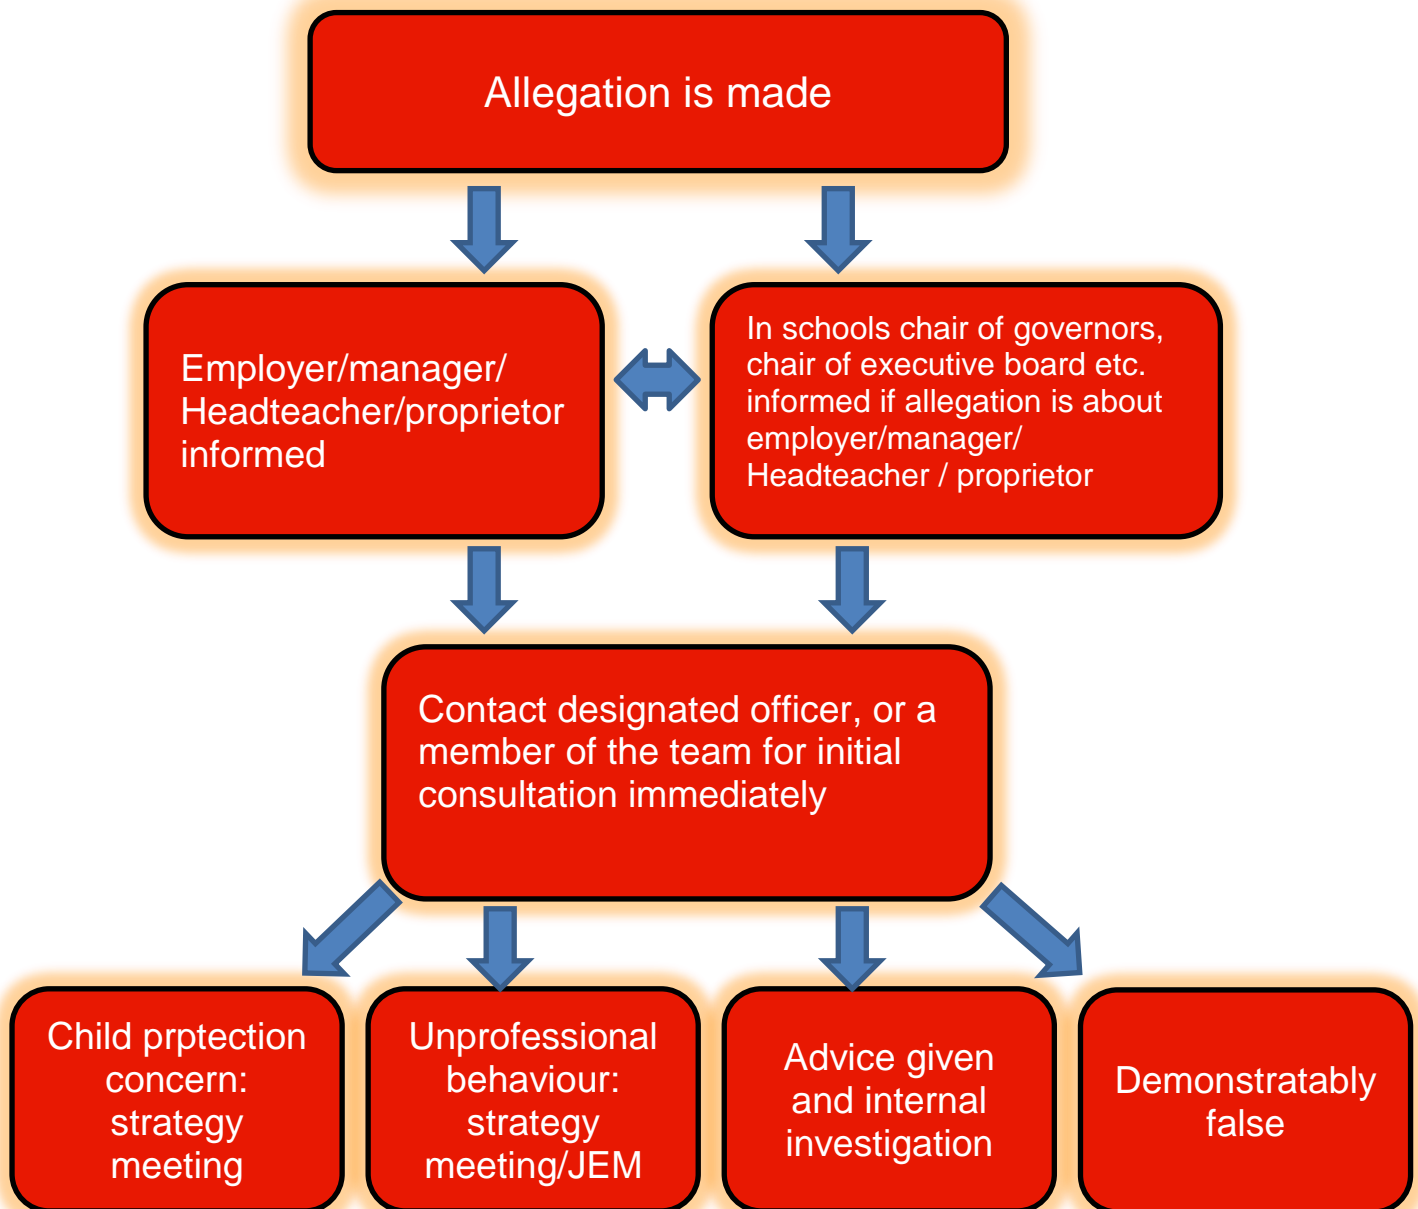 Allegation is made
Employer/manager/
Headteacher/proprietor
informed
In schools chair of governors,
chair of executive board etc.
informed if allegation is about
employer/manager/
Headteacher / proprietor
Contact designated officer, or a
member of the team for initial
consultation immediately
Child prptection
concern:
strategy
meeting
Unprofessional
behaviour:
strategy
meeting/JEM
Advice given
and internal
investigation
Demonstratably
false